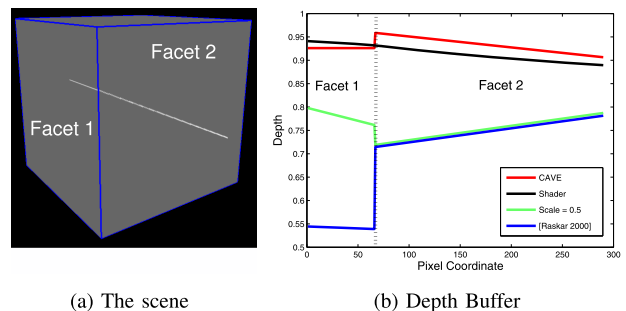 Facet 2
Facet 1
(a) The scene
1
0.95
0.9
0.85
0.8
0.75
0.7
0.65
0.6
0.55
0.5
Depth
Facet 1
Facet 2
CAVE
Shader
Scale = 0.5
[Raskar 2000]
0 50 100 150 200 250 300
Pixel Coordinate
(b) Depth Buffer